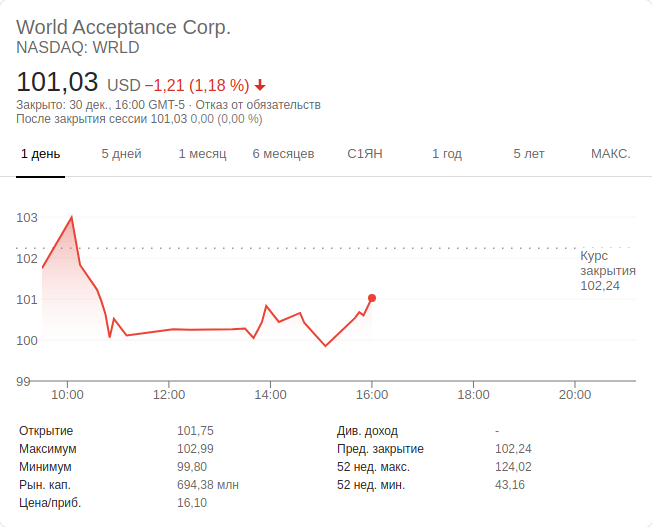 World Acceptance Corp.
NASDAQ: WRLD
101,03 USD −1,21 (1,18 %)
Закрыто: 30 дек., 16:00 GMT-5 · Отказ от обязательств
После закрытия сессии 101,03 0,00 (0,00 %)
1 день 5 дней 1 месяц 6 месяцев С1ЯН 1 год 5 лет МАКС.
103
102
101
100
99
Курс
закрытия
102,24
10:00 12:00 14:00 16:00 18:00 20:00
Открытие 101,75
Максимум 102,99
Минимум 99,80
Рын. кап. 694,38 млн
Цена/приб. 16,10
Див. доход -
Пред. закрытие 102,24
52 нед. макс. 124,02
52 нед. мин. 43,16